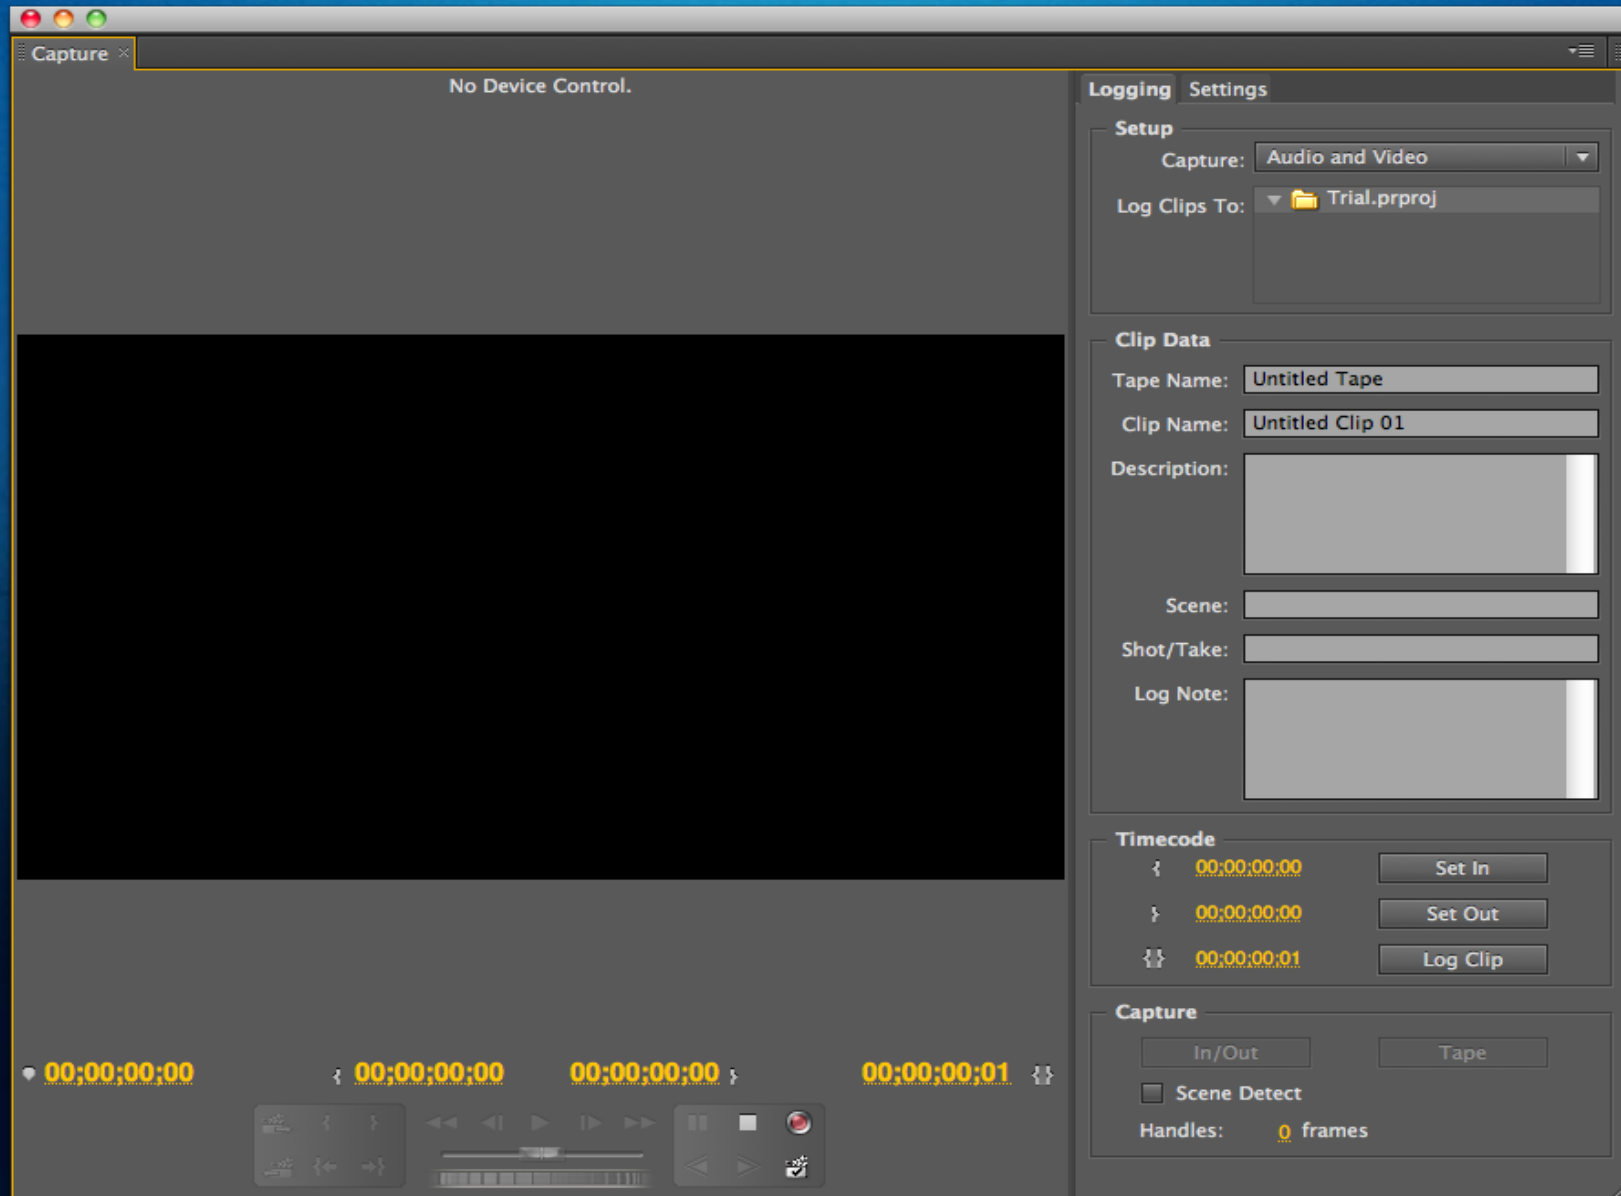 Capture
No Device Control.
00;00;00;00
00;00;00;00
00;00;00;00
00;00;00;01
Logging Settings
Setup
Capture: Audio and Video
Log Clips To: Trial.prproj
Clip Data
Tape Name: Untitled Tape
Clip Name: Untitled Clip 01
Description:
Scene:
Shot/Take:
Log Note:
Timecode
{ 00;00;00;00 Set In
} 00;00;00;00 Set Out
{} 00;00;00;01 Log Clip
Capture
In/Out Tape
Scene Detect
Handles: 0 frames